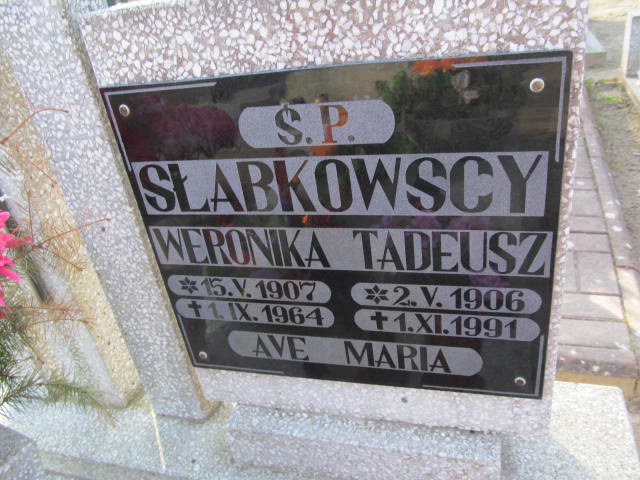 Ś.P.
SŁABKOWSCY
WERONIKA TADEUSZ
15.V.1907 2.V.1906
1.IX.1964 1.XI.1991
AVE MARIA